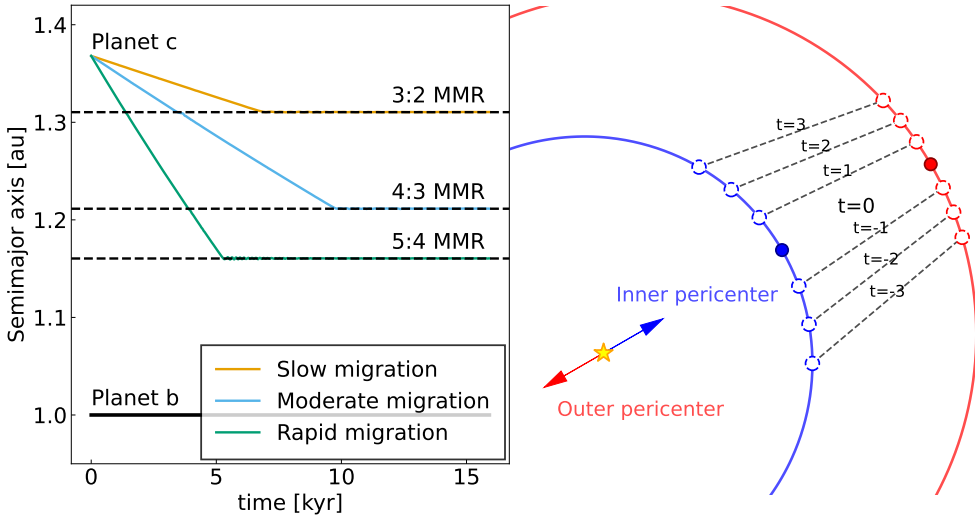 1.4
1.3
1.2
1.1
1.0
Semimajor axis [au]
Planet c
3:2 MMR
4:3 MMR
5:4 MMR
Planet b
Slow migration
Moderate migration
Rapid migration
0
5
10
15
time [kyr]
t=3
t=2
t=1
t=0
t=-1
t=-2
t=-3
Inner pericenter
Outer pericenter